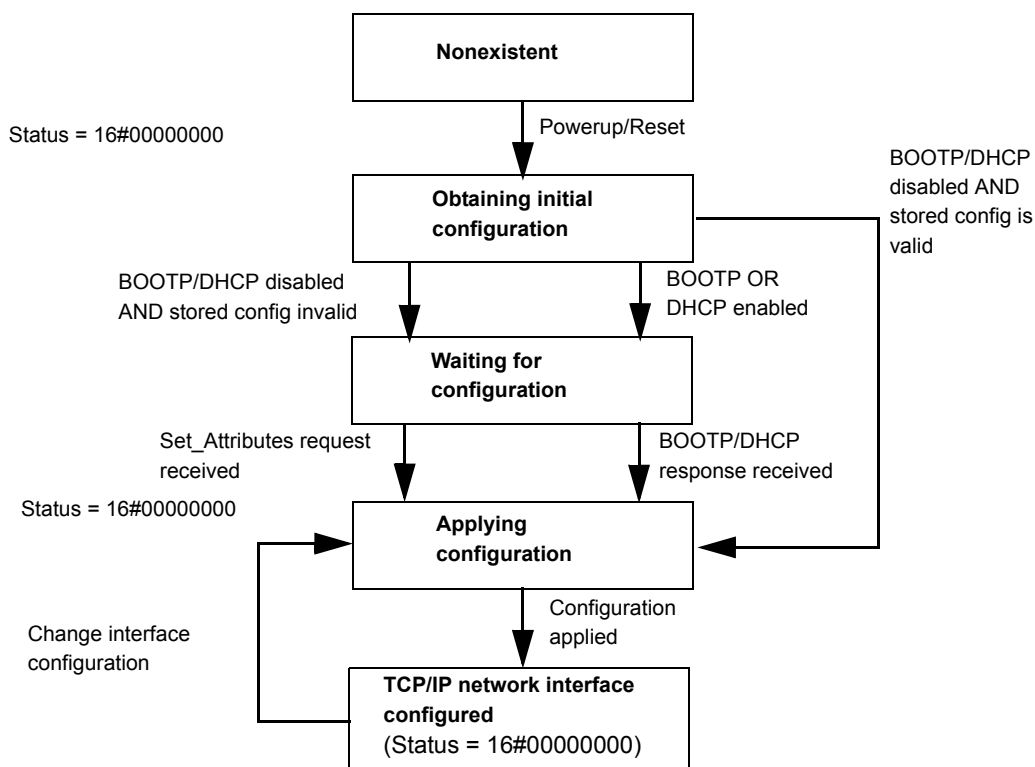 Nonexistent
Status = 16#00000000
Powerup/Reset
BOOTP/DHCP
disabled AND
stored config is
valid
Obtaining initial
configuration
BOOTP/DHCP disabled
AND stored config invalid
BOOTP OR
DHCP enabled
Waiting for
configuration
Set_Attributes request
received
BOOTP/DHCP
response received
Status = 16#00000000
Applying
configuration
Change interface
configuration
Configuration
applied
TCP/IP network interface
configured
(Status = 16#00000000)